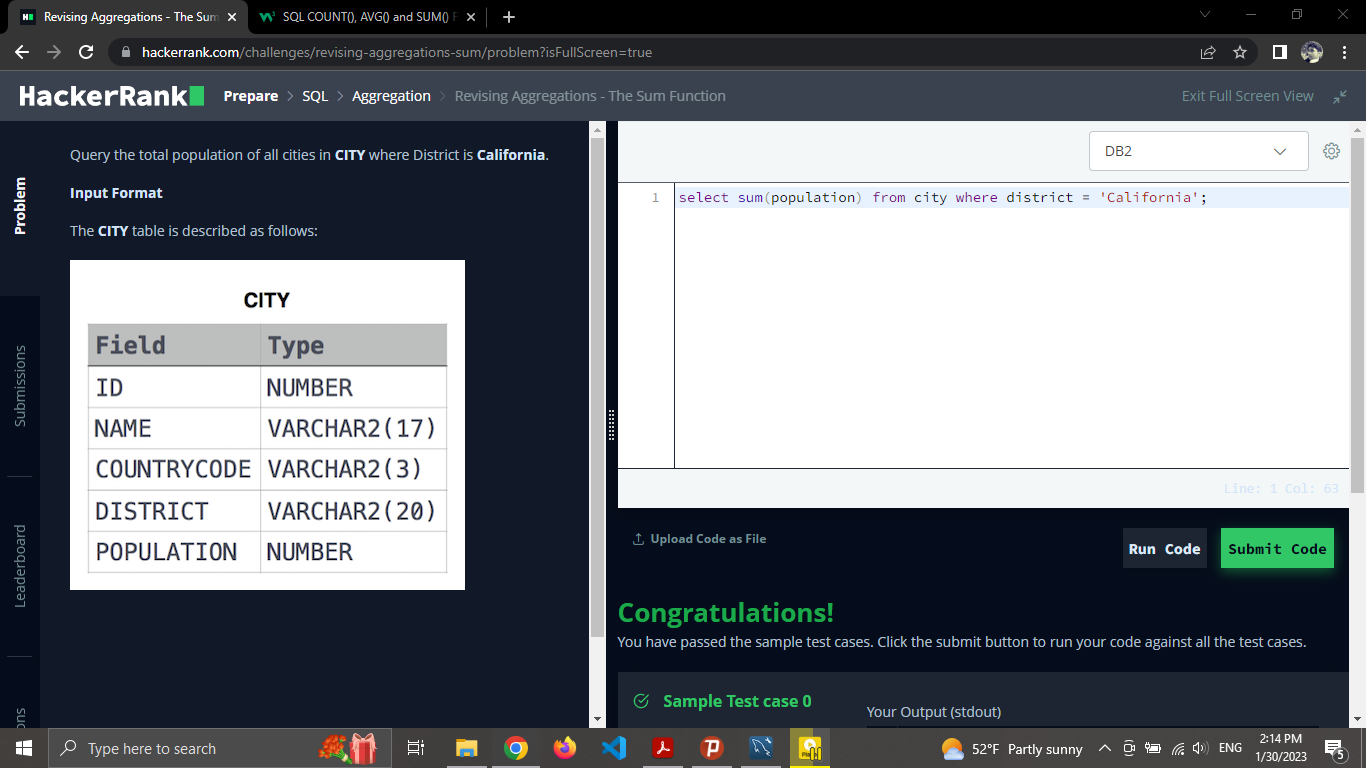 Revising Aggregations - The Sum
SQL COUNT(), AVG() and SUM() F
hackerrank.com/challenges/revising-aggregations-sum/problem?isFullScreen=true
HackerRank
Prepare > SQL > Aggregation > Revising Aggregations - The Sum Function
Exit Full Screen View
Problem
Submissions
Leaderboard
Query the total population of all cities in CITY where District is California.
Input Format
The CITY table is described as follows:
CITY
Field Type
ID NUMBER
NAME VARCHAR2(17)
COUNTRYCODE VARCHAR2(3)
DISTRICT VARCHAR2(20)
POPULATION NUMBER
DB2
1 select sum(population) from city where district = 'California';
Line: 1 Col: 63
Upload Code as File
Run Code
Submit Code
Congratulations!
You have passed the sample test cases. Click the submit button to run your code against all the test cases.
Sample Test case 0
Your Output (stdout)
Type here to search
52°F Partly sunny
ENG
2:14 PM
1/30/2023
5